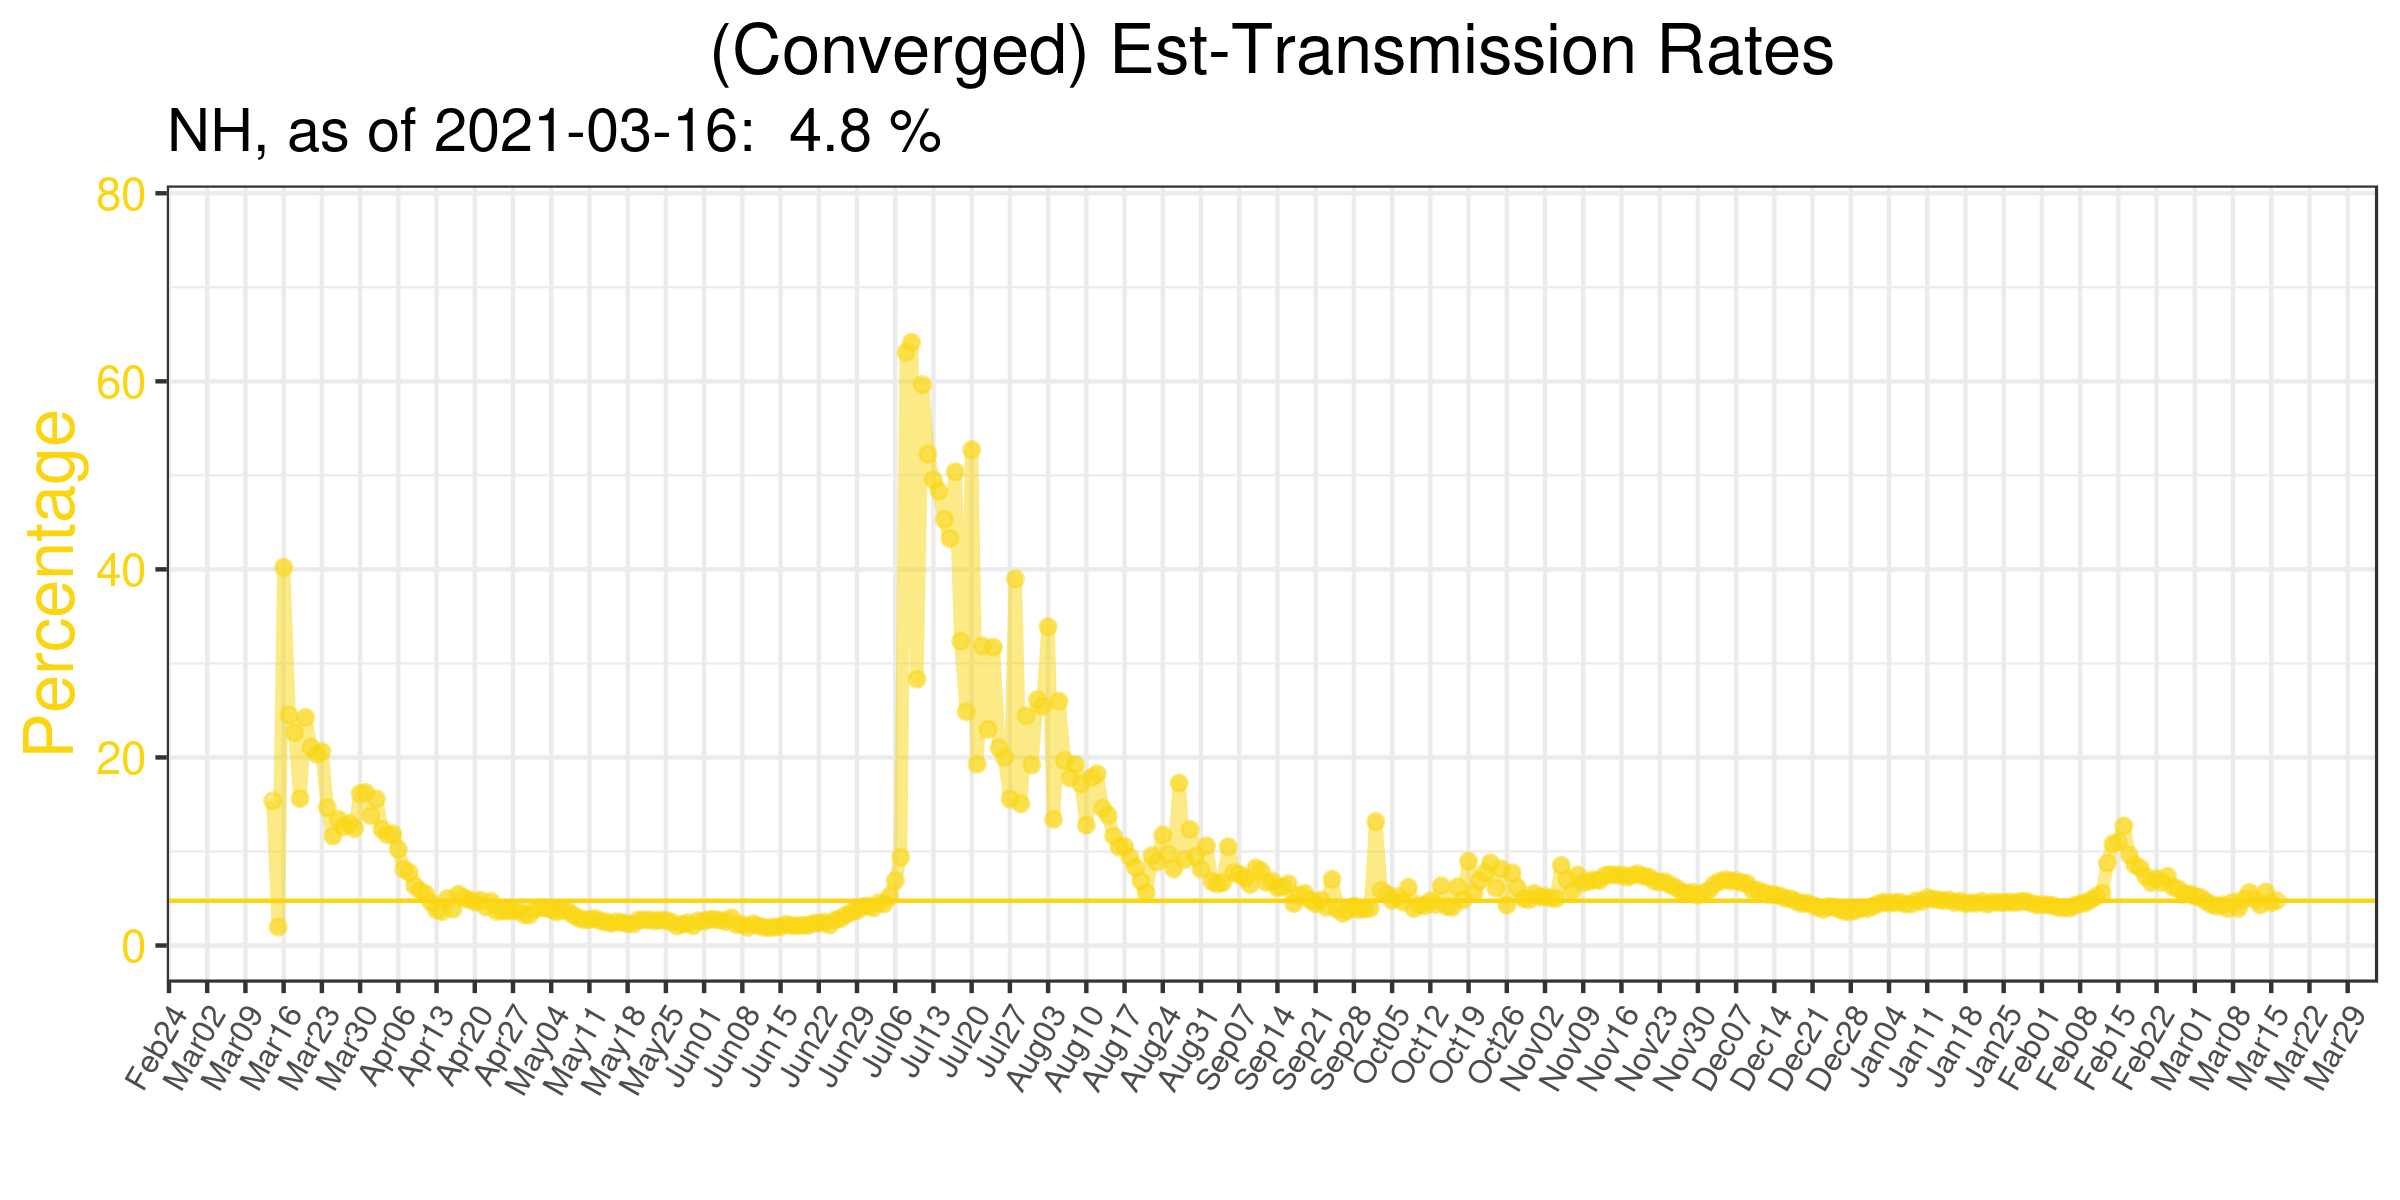 (Converged) Est-Transmission Rates
NH, as of 2021-03-16:  4.8 %
Percentage
80
60
40
20
0
Feb24 Mar02 Mar09 Mar16 Mar23 Mar30 Apr06 Apr13 Apr20 Apr27 May04 May11 May18 May25 Jun01 Jun08 Jun15 Jun22 Jun29 Jul06 Jul13 Jul20 Jul27 Aug03 Aug10 Aug17 Aug24 Aug31 Sep07 Sep14 Sep21 Sep28 Oct05 Oct12 Oct19 Oct26 Nov02 Nov09 Nov16 Nov23 Nov30 Dec07 Dec14 Dec21 Dec28 Jan04 Jan11 Jan18 Jan25 Feb01 Feb08 Feb15 Feb22 Mar01 Mar08 Mar15 Mar22 Mar29